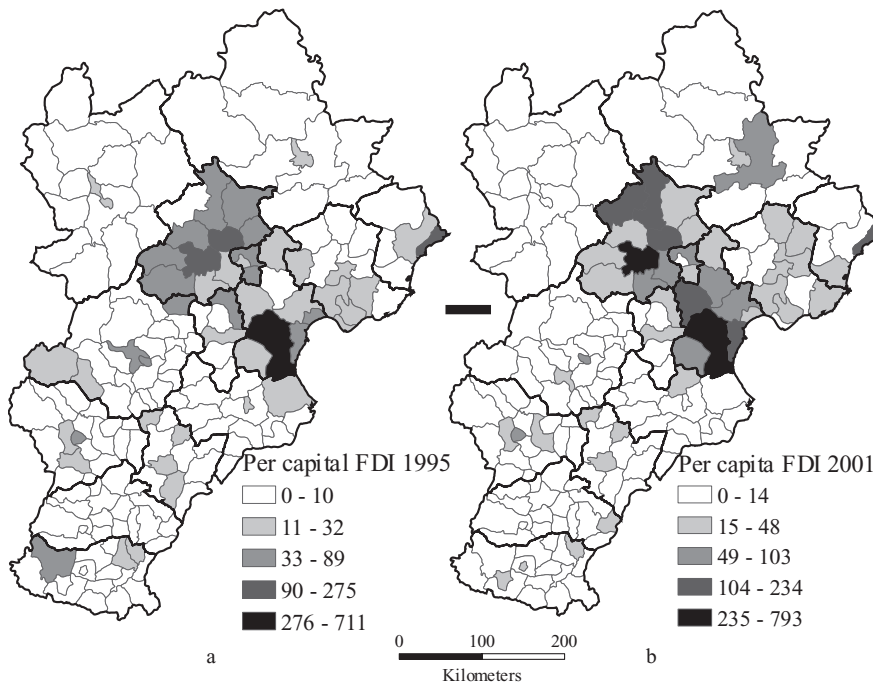 Per capital FDI 1995
0 - 10
11 - 32
33 - 89
90 - 275
276 - 711
a
Per capita FDI 2001
0 - 14
15 - 48
49 - 103
104 - 234
235 - 793
b
0 100 200
Kilometers